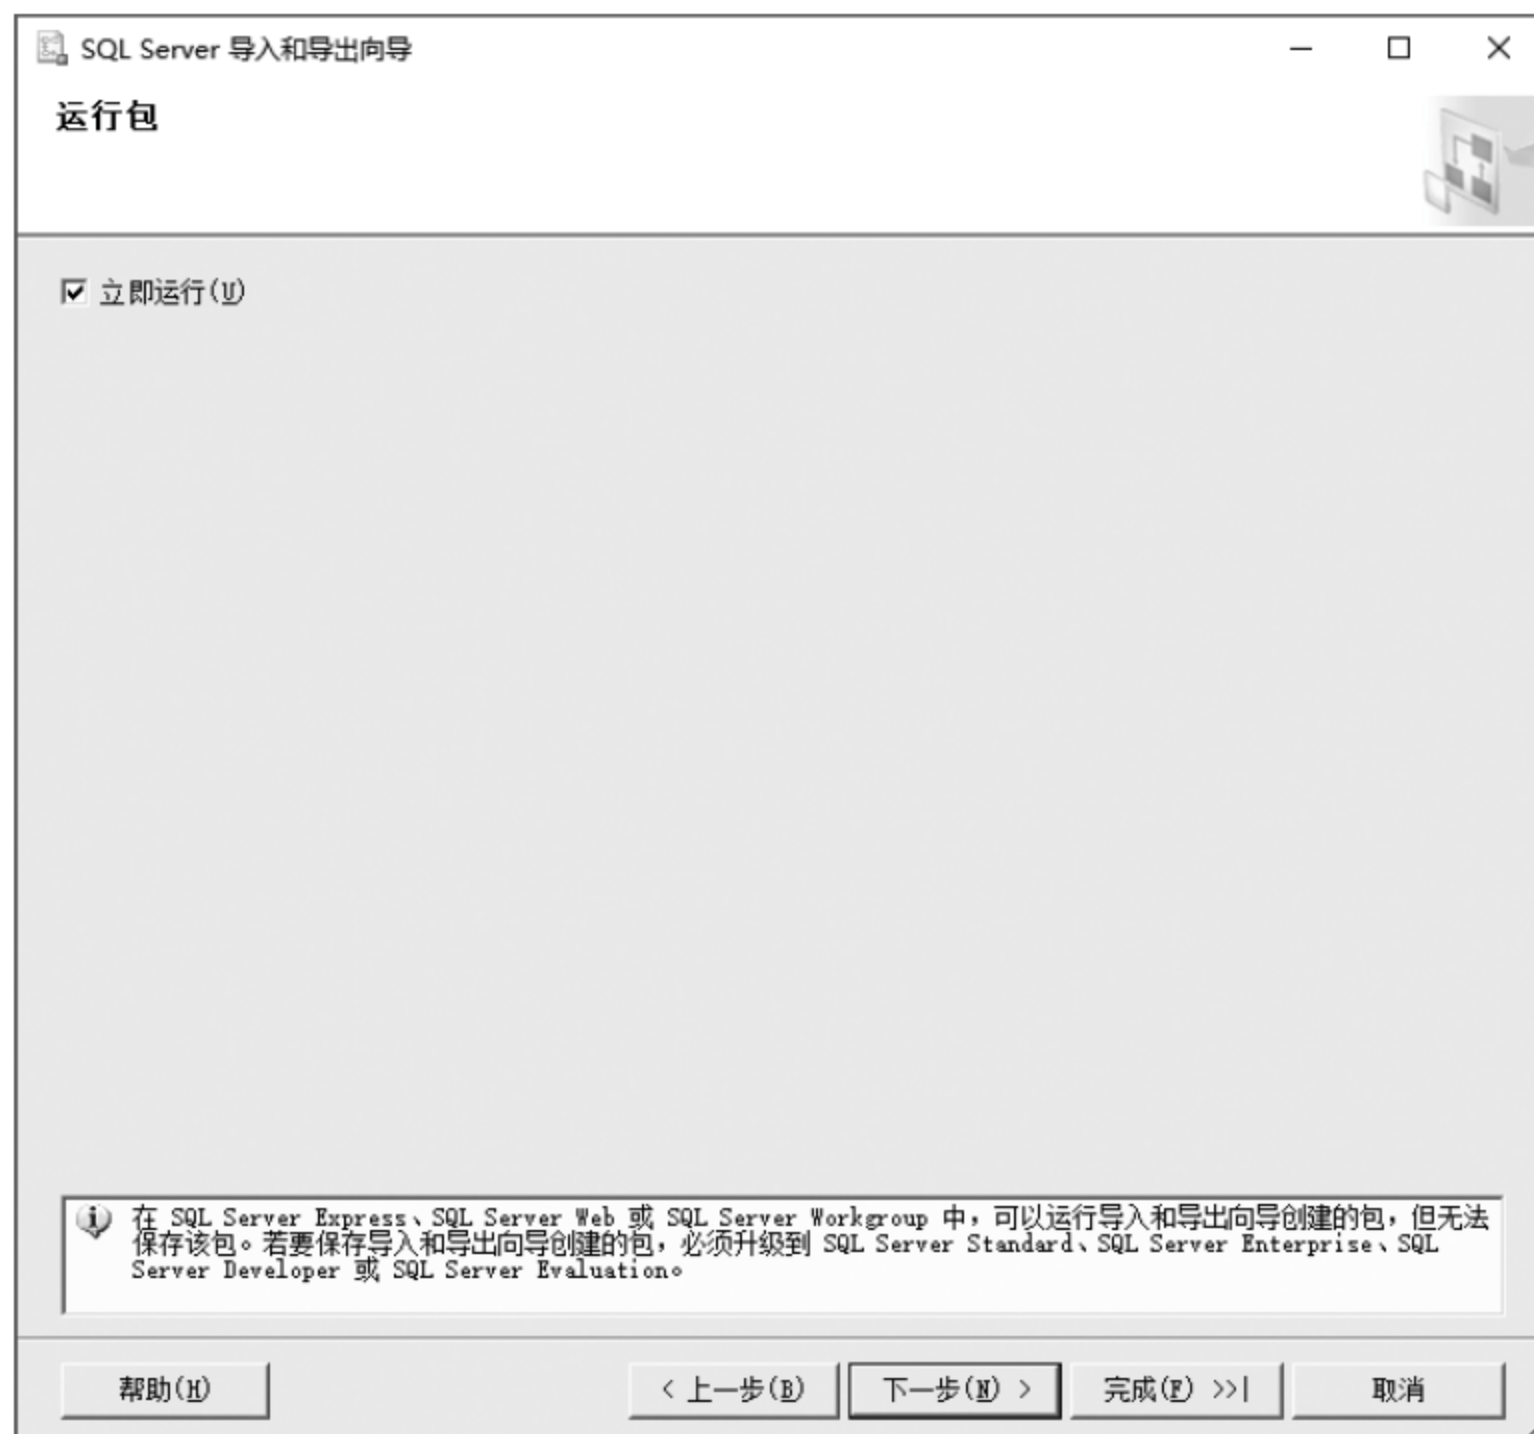 SQL Server 导入和导出向导
运行包
立即运行(U)
在 SQL Server Express、SQL Server Web 或 SQL Server Workgroup 中，可以运行导入和导出向导创建的包，但无法
保存该包。若要保存导入和导出向导创建的包，必须升级到 SQL Server Standard、SQL Server Enterprise、SQL
Server Developer 或 SQL Server Evaluation。
帮助(H) < 上一步(B) 下一步(N) > 完成(F) >>| 取消